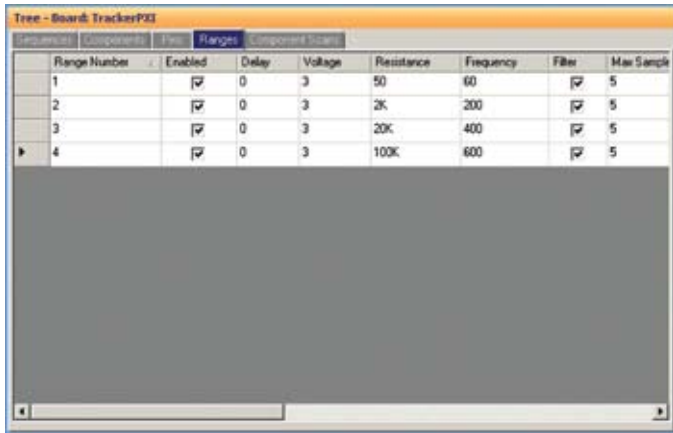 Tree - Board: TrackerPXI
Sequences Components Pins Ranges Component Scans
Range Number Enabled Delay Voltage Resistance Frequency Filter Max Sample
1 0 3 50 60 5
2 0 3 2K 200 5
3 0 3 20K 400 5
4 0 3 100K 600 5